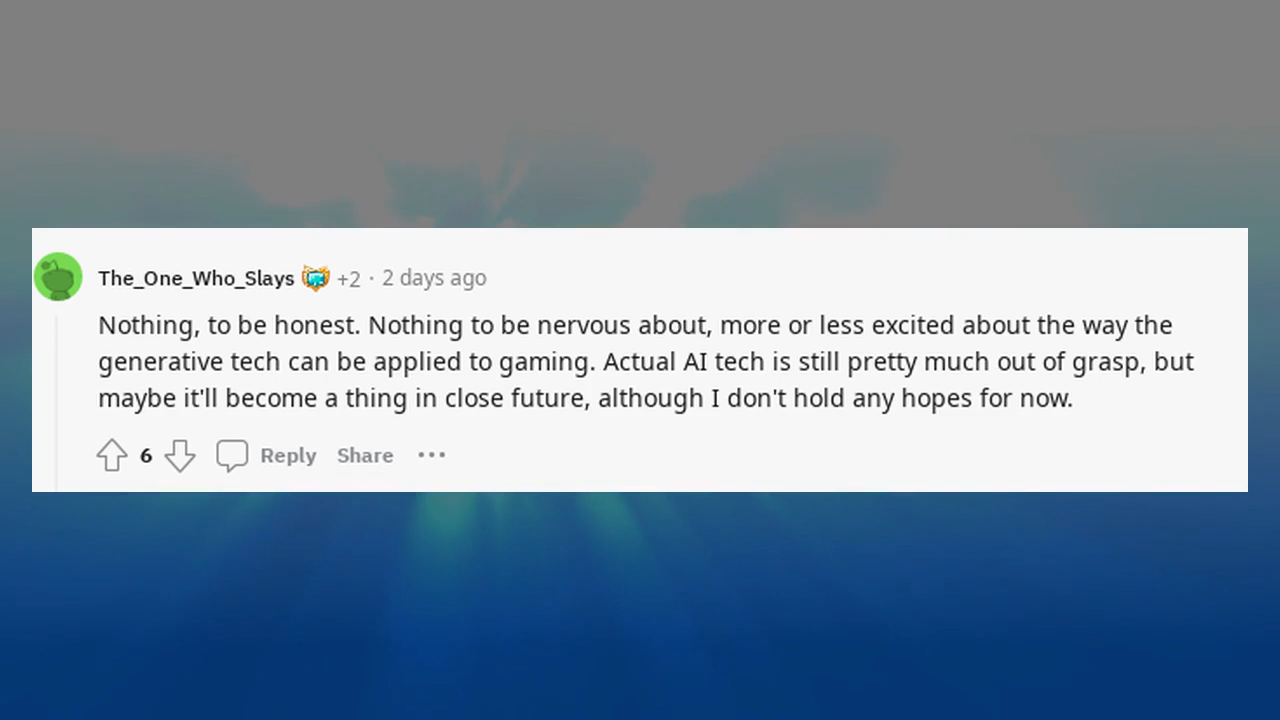 The_One_Who_Slays +2 · 2 days ago
Nothing, to be honest. Nothing to be nervous about, more or less excited about the way the
generative tech can be applied to gaming. Actual AI tech is still pretty much out of grasp, but
maybe it'll become a thing in close future, although I don't hold any hopes for now.
6 Reply Share ···